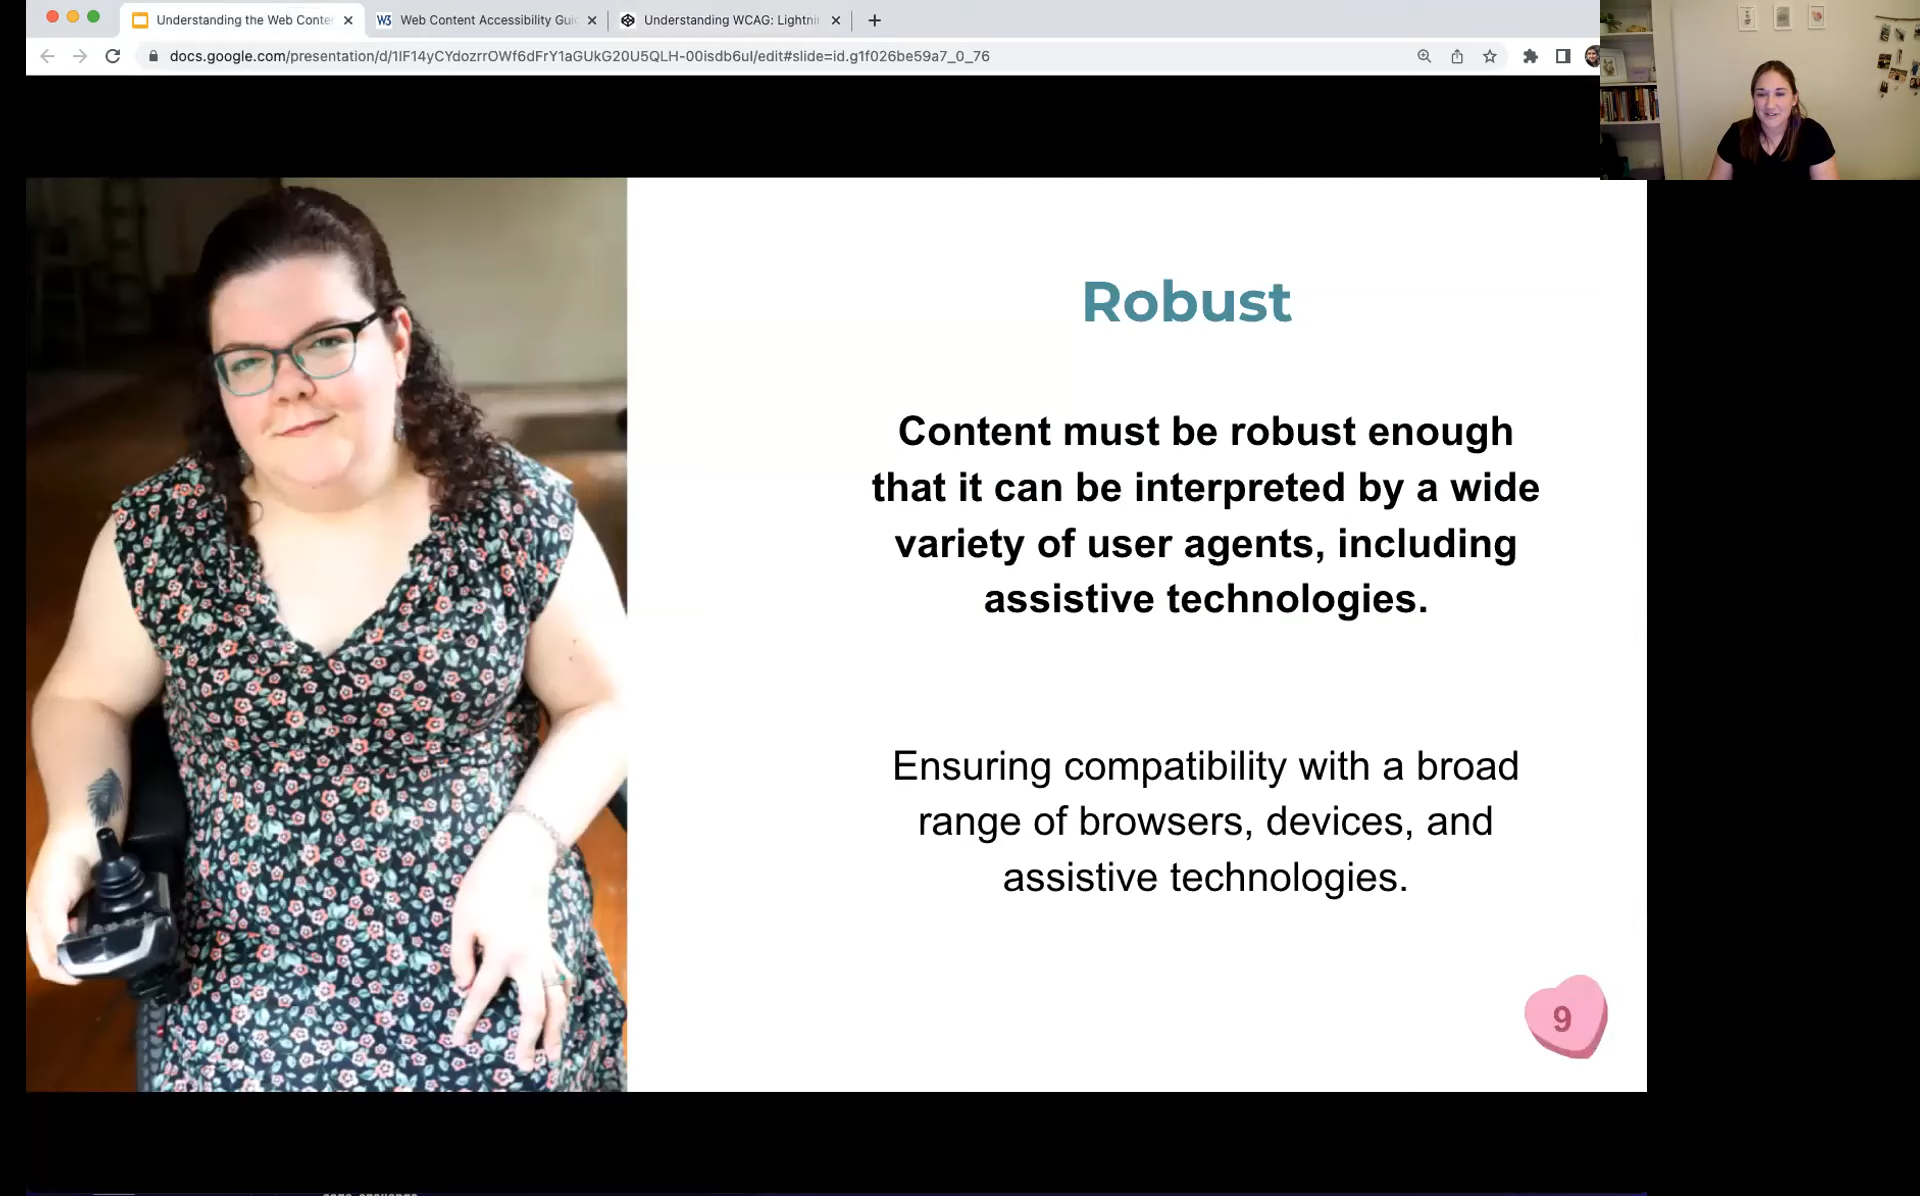 Understanding the Web Conte
Web Content Accessibility Gui
Understanding WCAG: Lightni
docs.google.com/presentation/d/1IF14yCYdozrrOWf6dFrY1aGUkG20U5QLH-00isdb6uI/edit#slide=id.g1f026be59a7_0_76
Robust
Content must be robust enough
that it can be interpreted by a wide
variety of user agents, including
assistive technologies.
Ensuring compatibility with a broad
range of browsers, devices, and
assistive technologies.
9